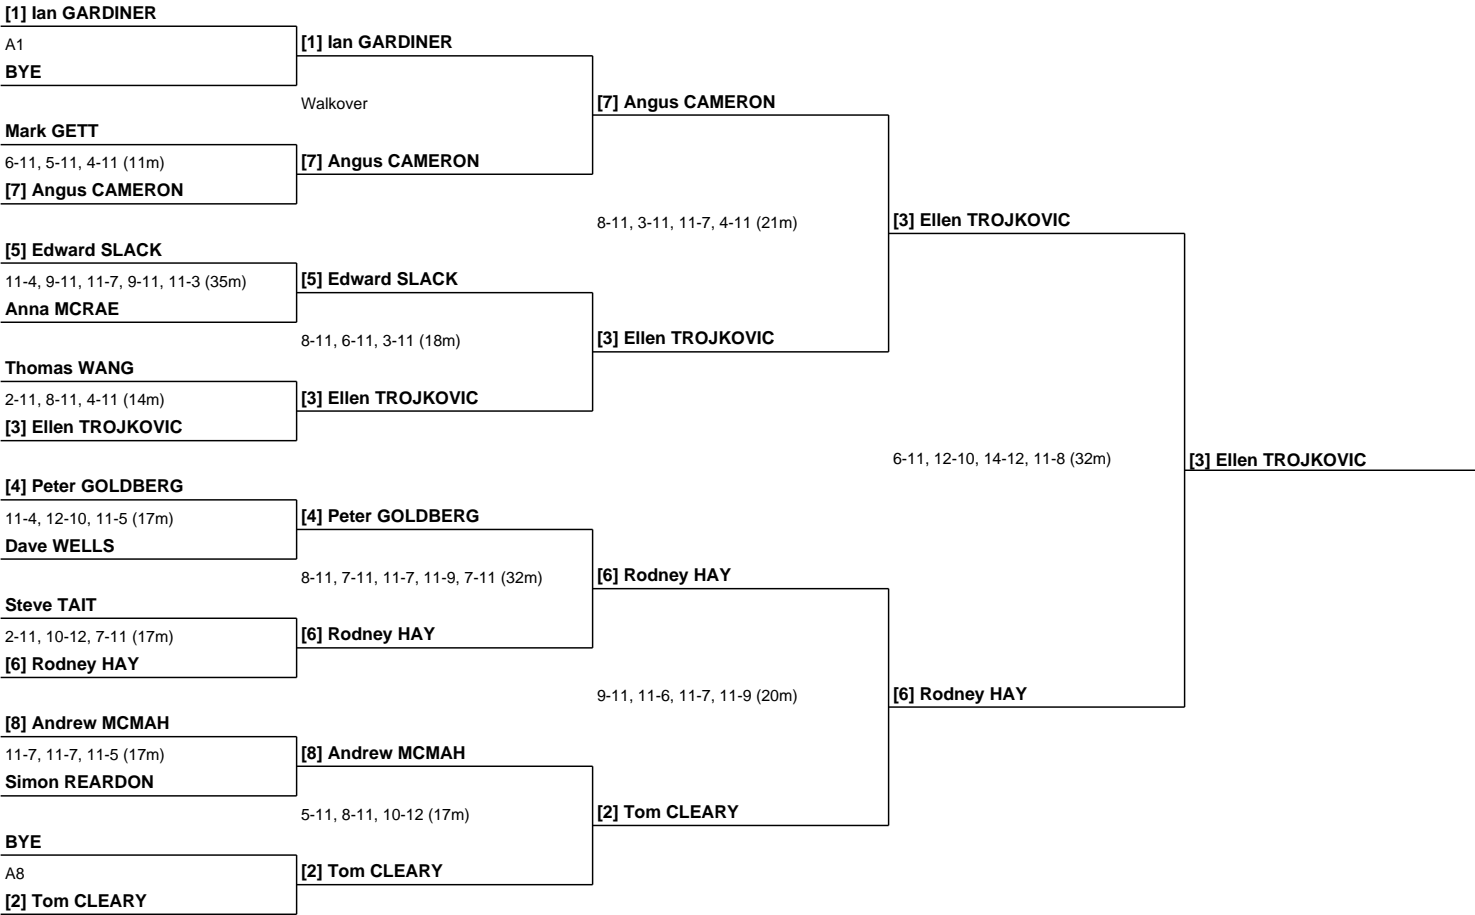 [1] Ian GARDINER
A1
[1] Ian GARDINER
BYE
Walkover
[7] Angus CAMERON
Mark GETT
6-11, 5-11, 4-11 (11m)
[7] Angus CAMERON
[7] Angus CAMERON
8-11, 3-11, 11-7, 4-11 (21m)
[3] Ellen TROJKOVIC
[5] Edward SLACK
11-4, 9-11, 11-7, 9-11, 11-3 (35m)
[5] Edward SLACK
Anna MCRAE
8-11, 6-11, 3-11 (18m)
[3] Ellen TROJKOVIC
Thomas WANG
2-11, 8-11, 4-11 (14m)
[3] Ellen TROJKOVIC
[3] Ellen TROJKOVIC
6-11, 12-10, 14-12, 11-8 (32m)
[3] Ellen TROJKOVIC
[4] Peter GOLDBERG
11-4, 12-10, 11-5 (17m)
[4] Peter GOLDBERG
Dave WELLS
8-11, 7-11, 11-7, 11-9, 7-11 (32m)
[6] Rodney HAY
Steve TAIT
2-11, 10-12, 7-11 (17m)
[6] Rodney HAY
[6] Rodney HAY
9-11, 11-6, 11-7, 11-9 (20m)
[6] Rodney HAY
[8] Andrew MCMAH
11-7, 11-7, 11-5 (17m)
[8] Andrew MCMAH
Simon REARDON
5-11, 8-11, 10-12 (17m)
[2] Tom CLEARY
BYE
A8
[2] Tom CLEARY
[2] Tom CLEARY